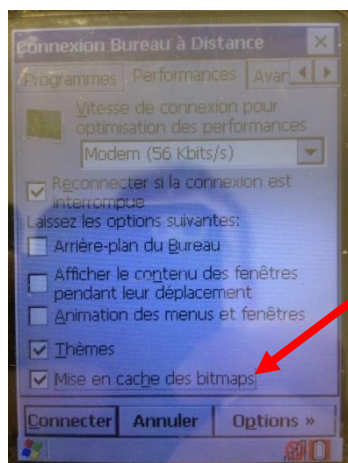 Connexion Bureau à Distance
Programmes Performances Avan
Vitesse de connexion pour
optimisation des performances
Modem (56 Kbits/s)
Reconnecter si la connexion est
interrompue
Laissez les options suivantes:
Arrière-plan du Bureau
Afficher le contenu des fenêtres
pendant leur déplacement
Animation des menus et fenêtres
Thèmes
Mise en cache des bitmaps
Connecter Annuler Options »